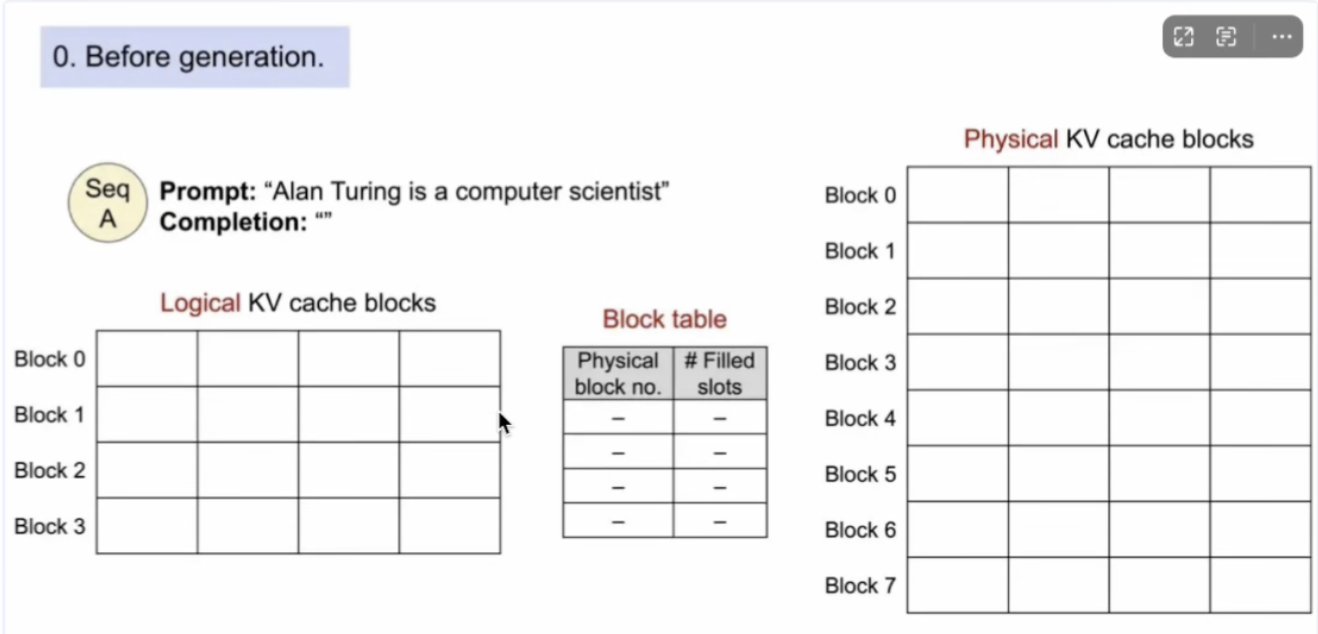 0. Before generation.
Seq
A
Prompt: “Alan Turing is a computer scientist”
Completion: “”
Logical KV cache blocks
Block 0
Block 1
Block 2
Block 3
Block table
Physical block no. # Filled slots
– –
– –
– –
– –
Physical KV cache blocks
Block 0
Block 1
Block 2
Block 3
Block 4
Block 5
Block 6
Block 7